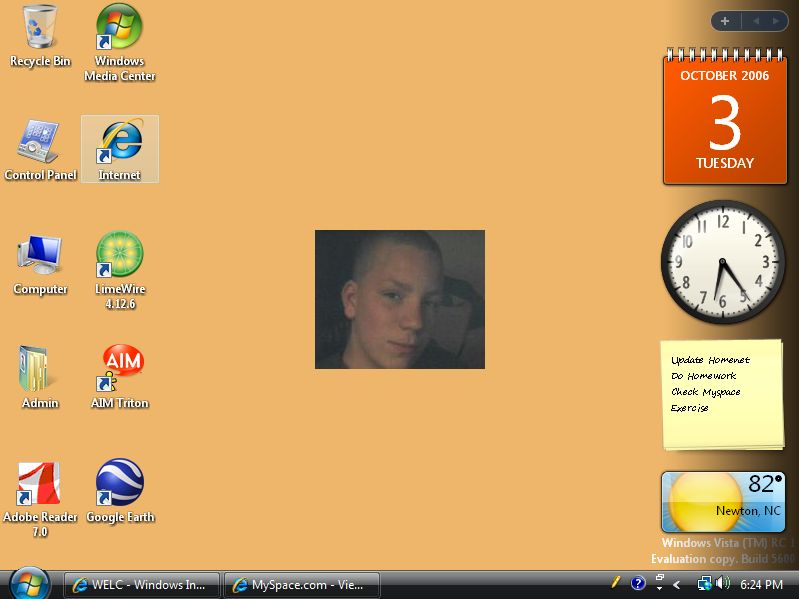 Recycle Bin
Windows
Media Center
Control Panel
Internet
Computer
LimeWire
4.12.6
Admin
AIM
AIM Triton
Adobe Reader
7.0
Google Earth
OCTOBER 2006
3
TUESDAY
12
1
2
3
4
5
6
7
8
9
10
11
Update Homenet
Do Homework
Check Myspace
Exercise
82°
Newton, NC
Windows Vista (TM) RC 1
Evaluation copy. Build 5600
WELC - Windows In...
MySpace.com - Vie...
6:24 PM